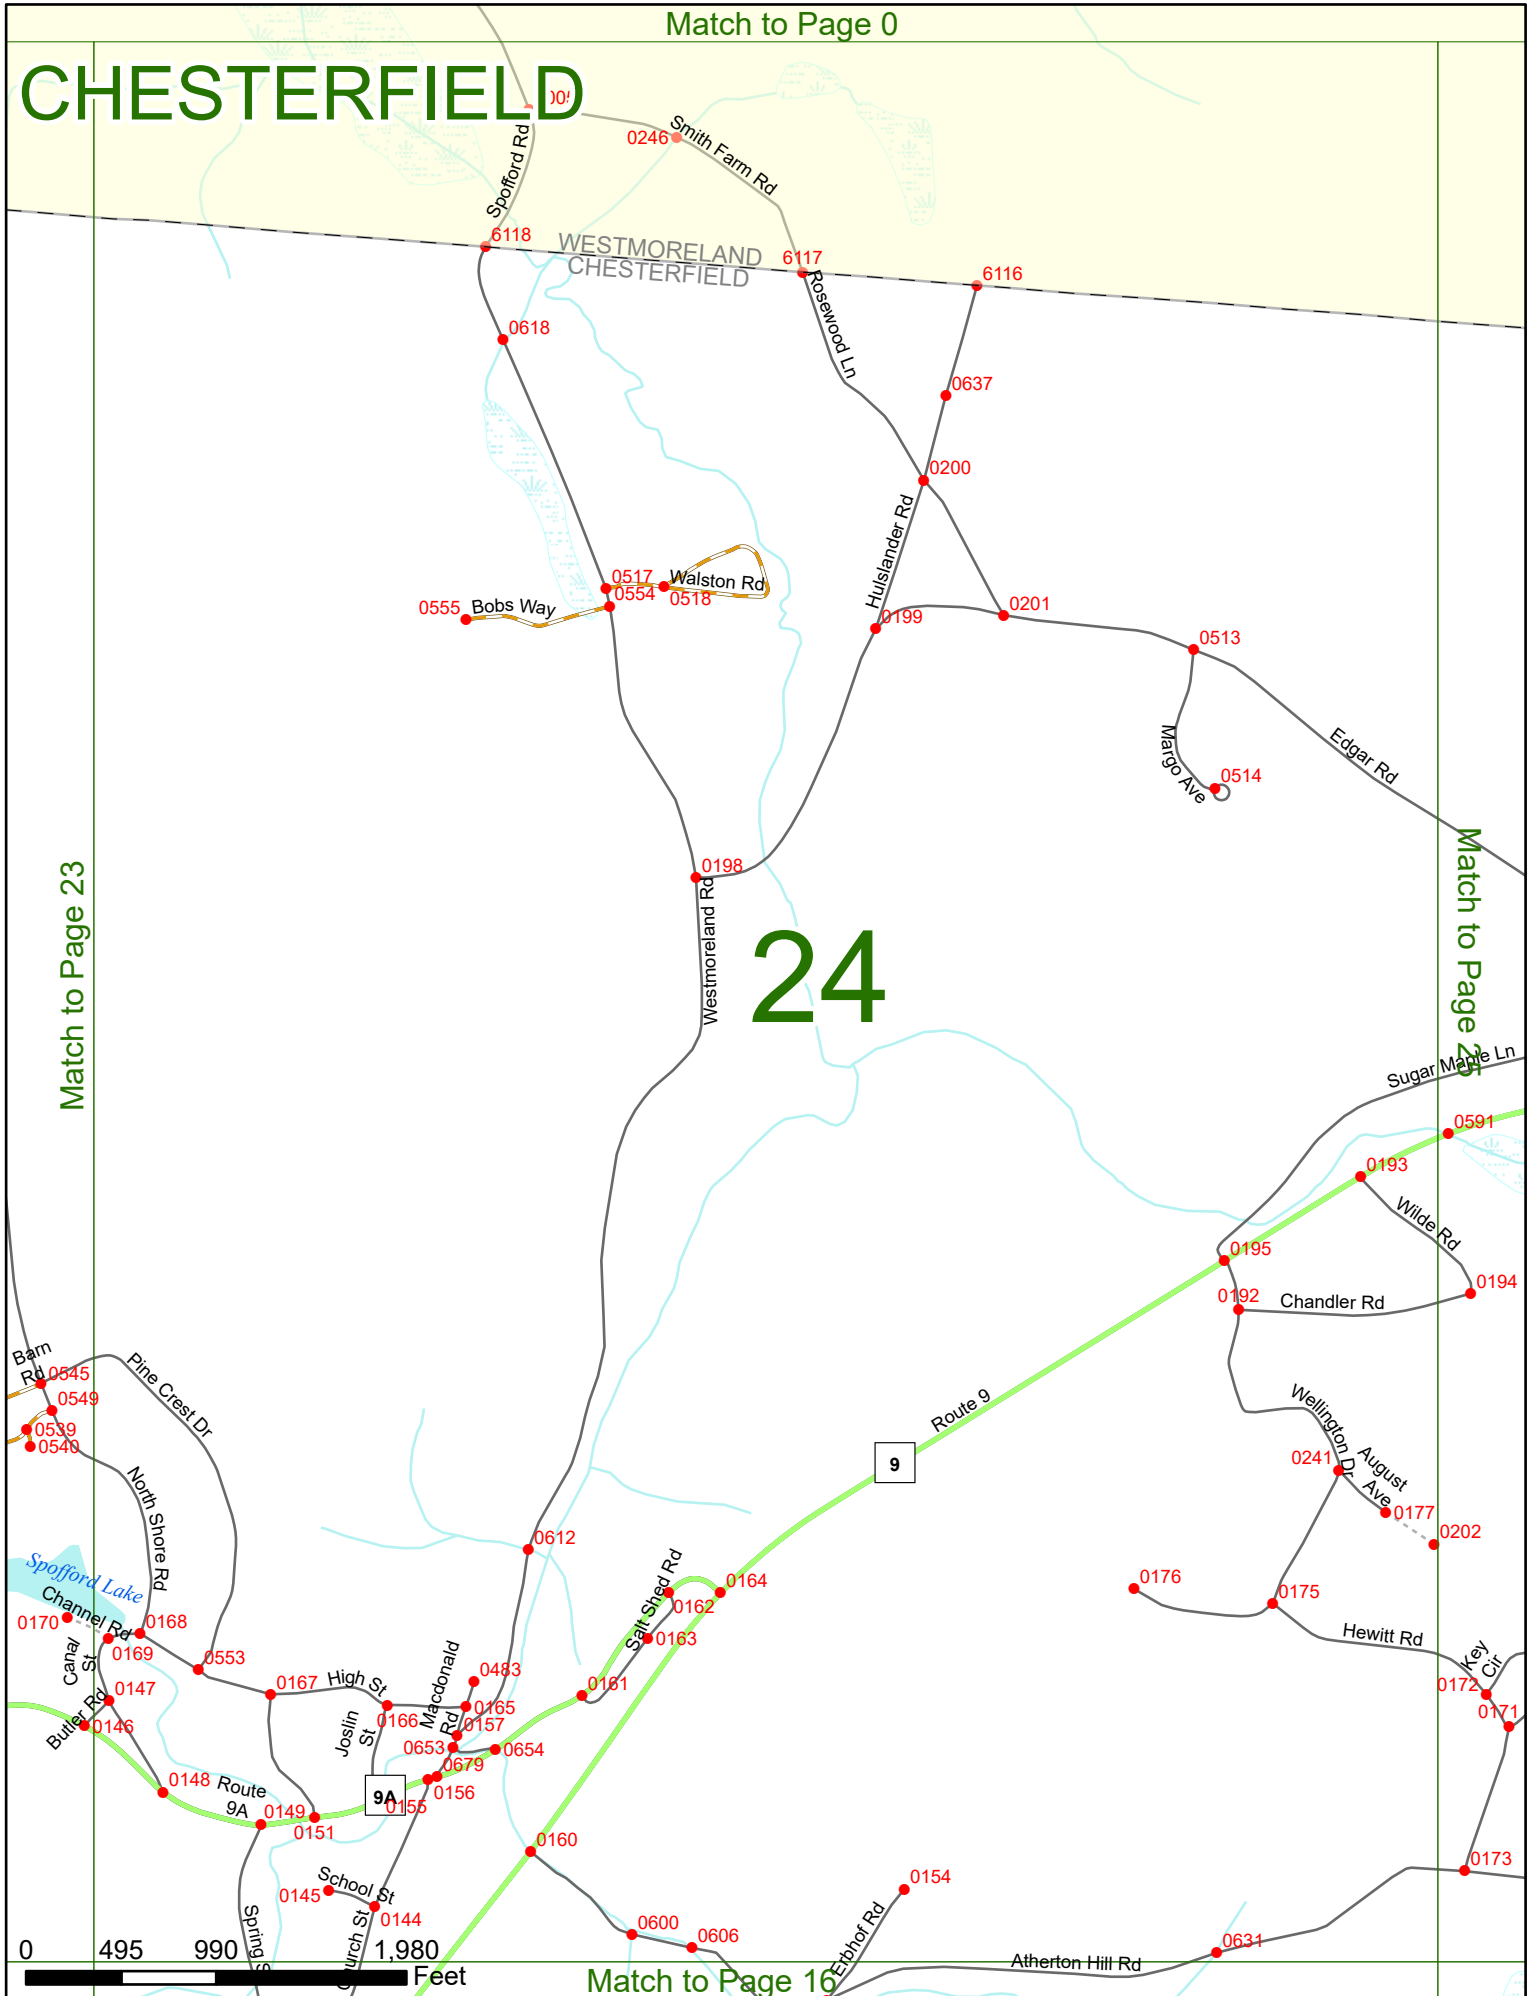 Match to Page 0
CHESTERFIELD
005
0246
Smith Farm Rd
Spofford Rd
6118
WESTMORELAND
CHESTERFIELD
6117
6116
Rosewood Ln
0618
0637
0200
Hulslander Rd
0517
Walston Rd
0518
0554
0555
Bobs Way
0199
0201
0513
Margo Ave
0514
Edgar Rd
0198
Westmoreland Rd
24
Match to Page 23
Match to Page 25
Sugar Maple Ln
0591
0193
Wilde Rd
0195
0194
0192
Chandler Rd
Barn
Rd
0545
0549
0539
0540
Pine Crest Dr
North Shore Rd
Route 9
9
Wellington Dr
0241
August
Ave
0177
0202
0612
Spofford Lake
Channel Rd
0170
0168
0169
Canal
St
0553
0147
Butler Rd
0146
0167
High St
0166
Joslin
St
Macdonald
Rd
0483
0165
0157
0653
0654
0679
0156
0155
9A
Salt Shed Rd
0164
0162
0163
0161
0176
0175
Hewitt Rd
Key
Cir
0172
0171
0148
Route
9A
0149
0151
0160
0145
School St
0144
Church St
Spring S
0154
Erbhof Rd
0173
0600
0606
0631
Atherton Hill Rd
0 495 990 1,980
Feet
Match to Page 16